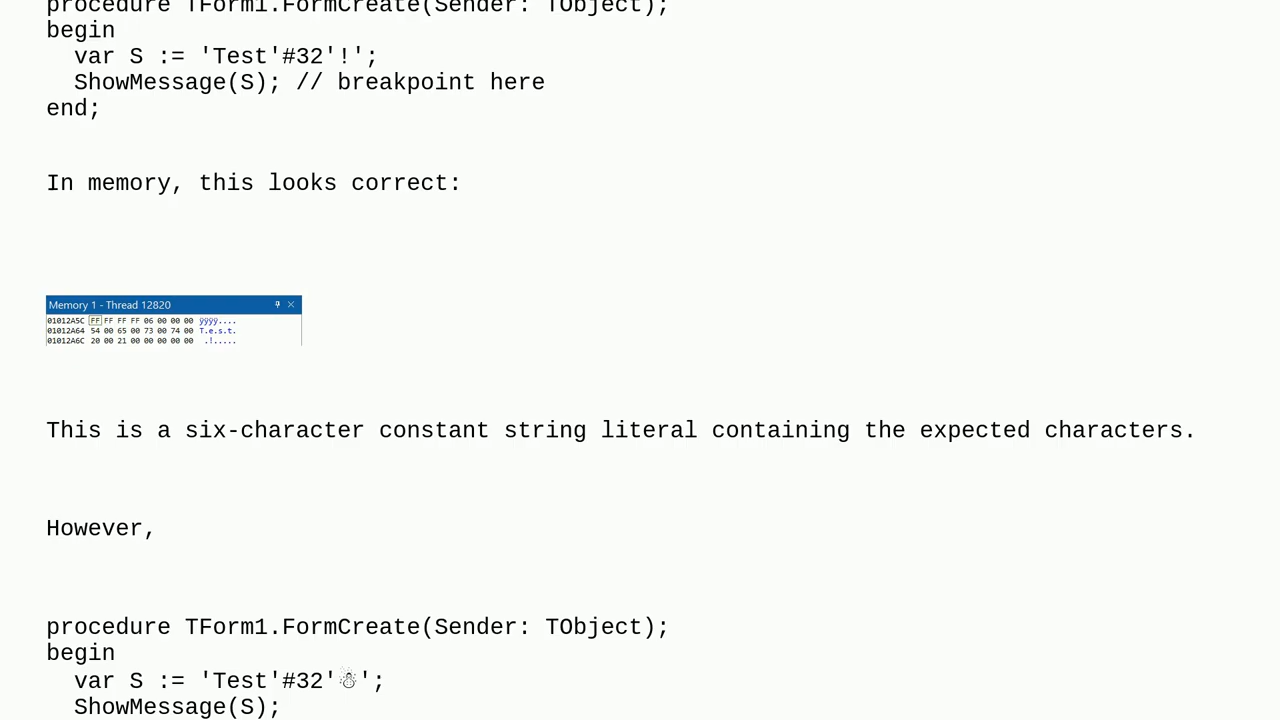 procedure TForm1.FormCreate(Sender: TObject);
begin
  var S := 'Test'#32'!';
  ShowMessage(S); // breakpoint here
end;
In memory, this looks correct:
Memory 1 - Thread 12820
01012A5C FF FF FF FF 06 00 00 00 ÿÿÿÿ....
01012A64 54 00 65 00 73 00 74 00 T.e.s.t.
01012A6C 20 00 21 00 00 00 00 00  .!.....
This is a six-character constant string literal containing the expected characters.
However,
procedure TForm1.FormCreate(Sender: TObject);
begin
  var S := 'Test'#32'☃';
  ShowMessage(S);